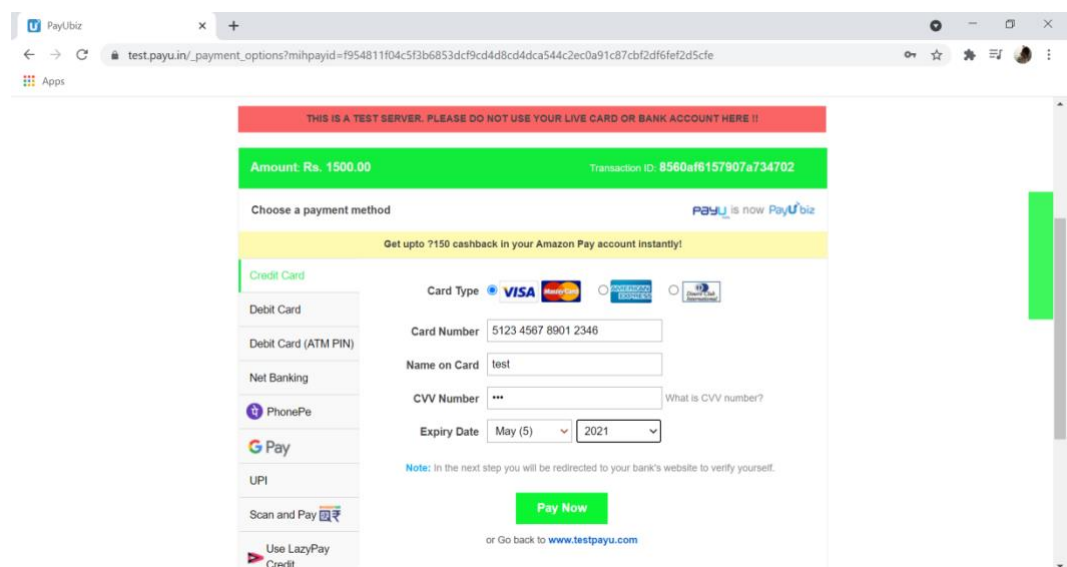 PayUbiz
test.payu.in/_payment_options?mihpayid=f954811f04c5f3b6853dcf9cd4d8cd4dca544c2ec0a91c87cbf2df6fef2d5cfe
Apps
THIS IS A TEST SERVER. PLEASE DO NOT USE YOUR LIVE CARD OR BANK ACCOUNT HERE !!
Amount: Rs. 1500.00 Transaction ID: 8560af6157907a734702
Choose a payment method PayU is now PayUbiz
Get upto ?150 cashback in your Amazon Pay account instantly!
Credit Card
Debit Card
Debit Card (ATM PIN)
Net Banking
PhonePe
G Pay
UPI
Scan and Pay
Use LazyPay
Credit
Card Type VISA MasterCard AMERICAN EXPRESS Diners Club International
Card Number 5123 4567 8901 2346
Name on Card test
CVV Number ••• What is CVV number?
Expiry Date May (5) 2021
Note: In the next step you will be redirected to your bank's website to verify yourself.
Pay Now
or Go back to www.testpayu.com